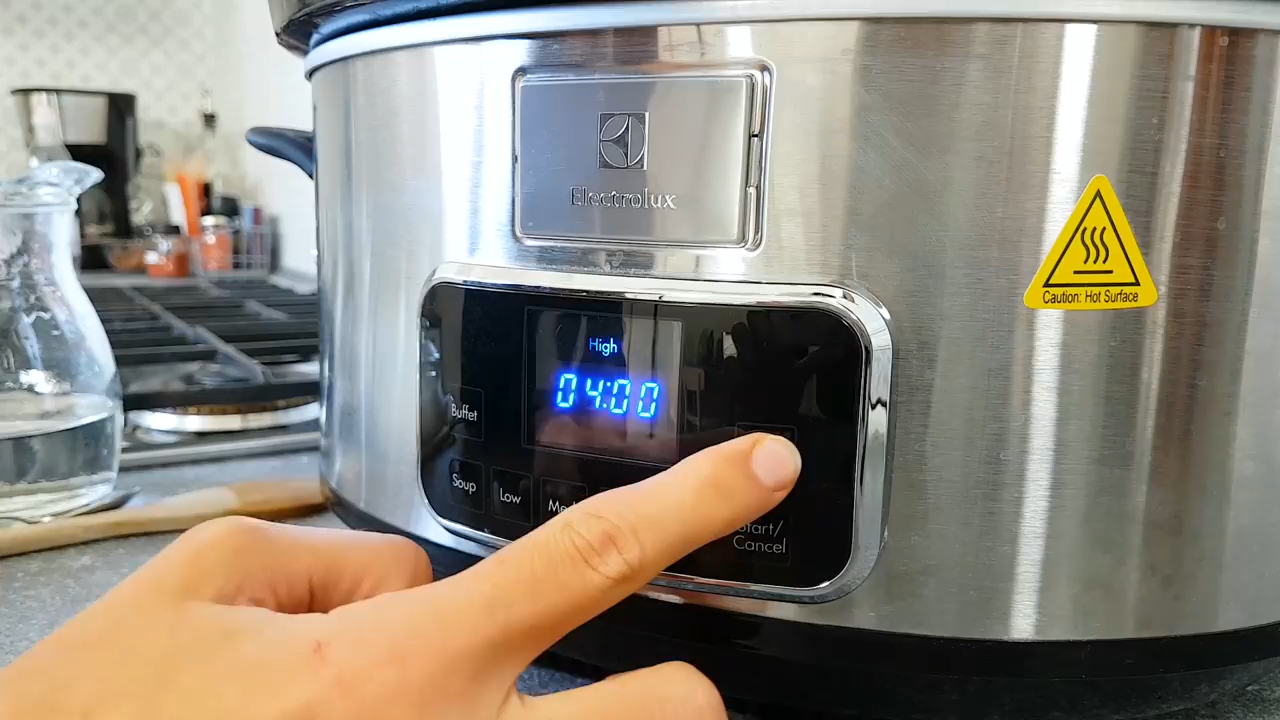 Electrolux
Caution: Hot Surface
High
04:00
Buffet
Soup
Low
Start/
Cancel